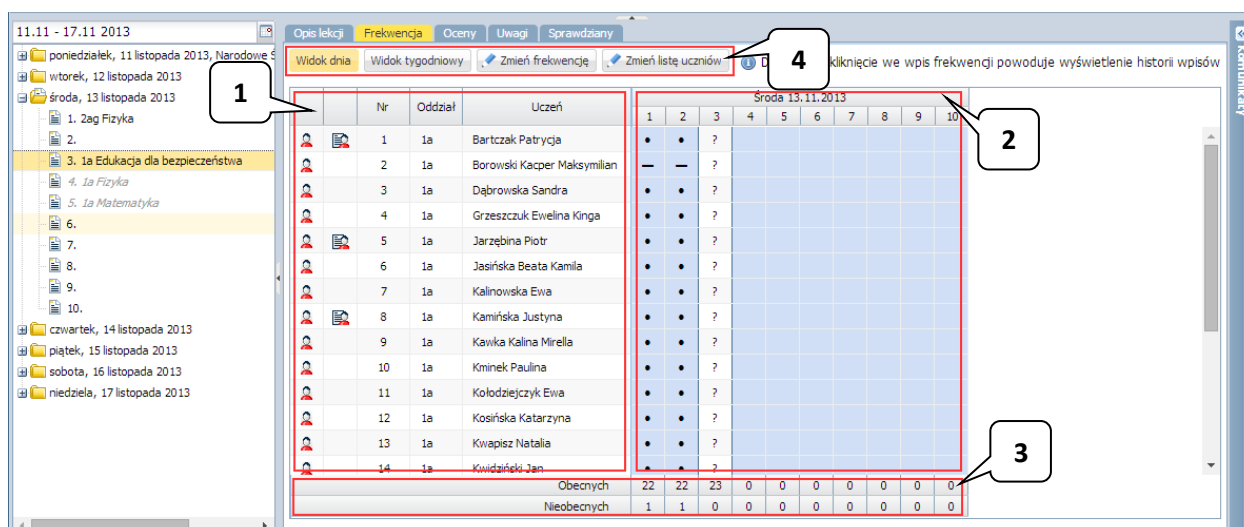 11.11 - 17.11 2013
poniedziałek, 11 listopada 2013, Narodowe Ś
wtorek, 12 listopada 2013
środa, 13 listopada 2013
1. 2ag Fizyka
2.
3. 1a Edukacja dla bezpieczeństwa
4. 1a Fizyka
5. 1a Matematyka
6.
7.
8.
9.
10.
czwartek, 14 listopada 2013
piątek, 15 listopada 2013
sobota, 16 listopada 2013
niedziela, 17 listopada 2013
Opis lekcji Frekwencja Oceny Uwagi Sprawdziany
Widok dnia Widok tygodniowy Zmień frekwencję Zmień listę uczniów kliknięcie we wpis frekwencji powoduje wyświetlenie historii wpisów
Komunikaty
1
2
3
4
Nr Oddział Uczeń Środa 13.11.2013
1 2 3 4 5 6 7 8 9 10
1 1a Bartczak Patrycja • • ?
2 1a Borowski Kacper Maksymilian — — ?
3 1a Dąbrowska Sandra • • ?
4 1a Grzeszczuk Ewelina Kinga • • ?
5 1a Jarzębina Piotr • • ?
6 1a Jasińska Beata Kamila • • ?
7 1a Kalinowska Ewa • • ?
8 1a Kamińska Justyna • • ?
9 1a Kawka Kalina Mirella • • ?
10 1a Kminek Paulina • • ?
11 1a Kołodziejczyk Ewa • • ?
12 1a Kosińska Katarzyna • • ?
13 1a Kwapisz Natalia • • ?
14 1a Kwidziński Jan • • ?
Obecnych 22 22 23 0 0 0 0 0 0 0
Nieobecnych 1 1 0 0 0 0 0 0 0 0